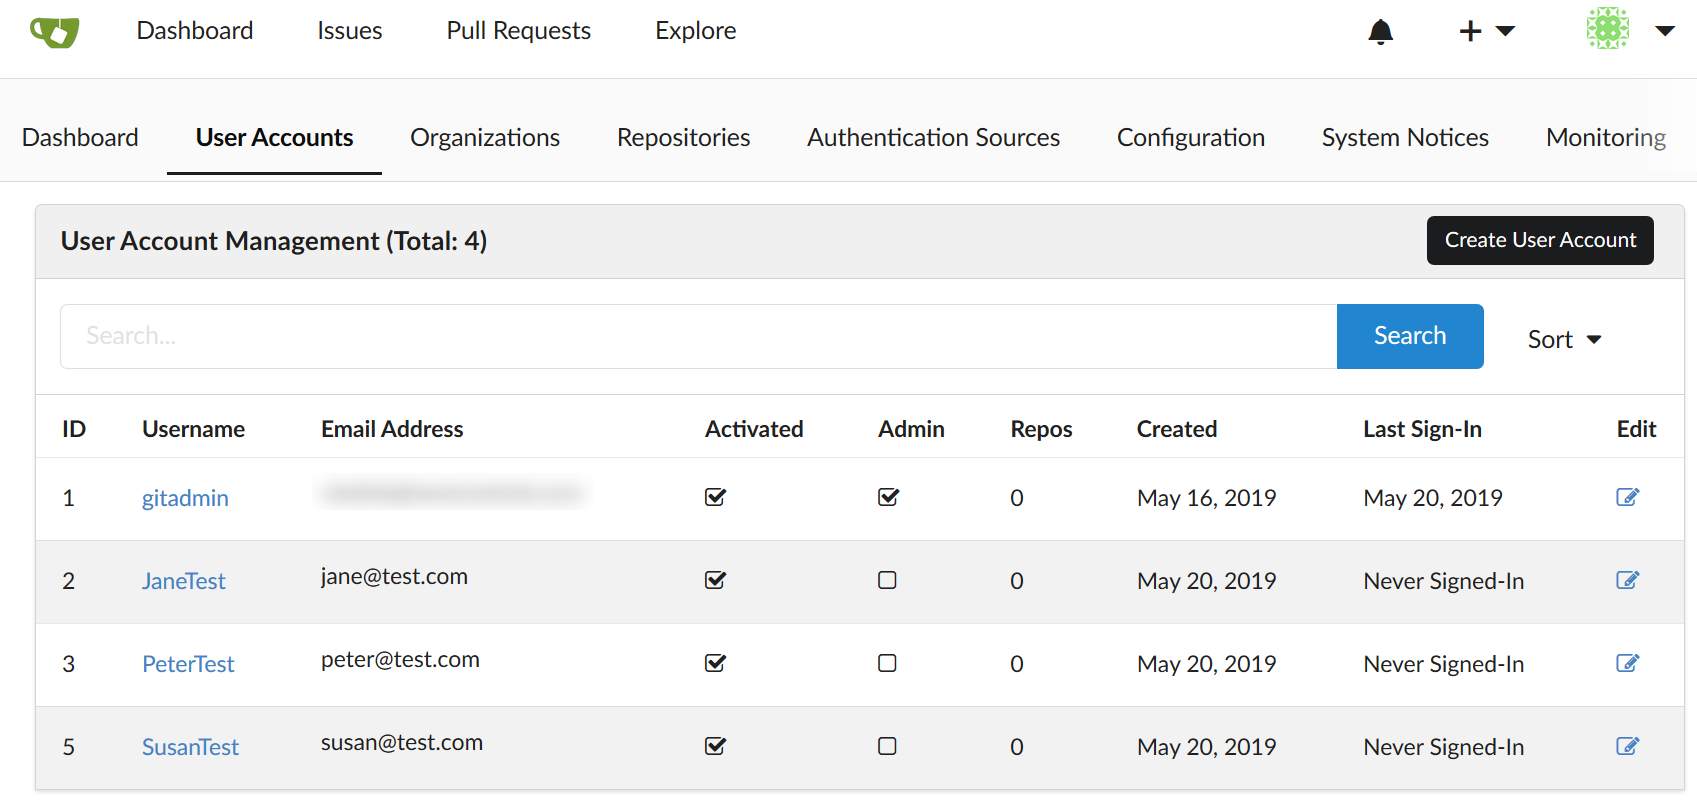 Dashboard Issues Pull Requests Explore
Dashboard User Accounts Organizations Repositories Authentication Sources Configuration System Notices Monitoring
User Account Management (Total: 4) Create User Account
Search... Search Sort
ID Username Email Address Activated Admin Repos Created Last Sign-In Edit
1 gitadmin 0 May 16, 2019 May 20, 2019
2 JaneTest jane@test.com 0 May 20, 2019 Never Signed-In
3 PeterTest peter@test.com 0 May 20, 2019 Never Signed-In
5 SusanTest susan@test.com 0 May 20, 2019 Never Signed-In